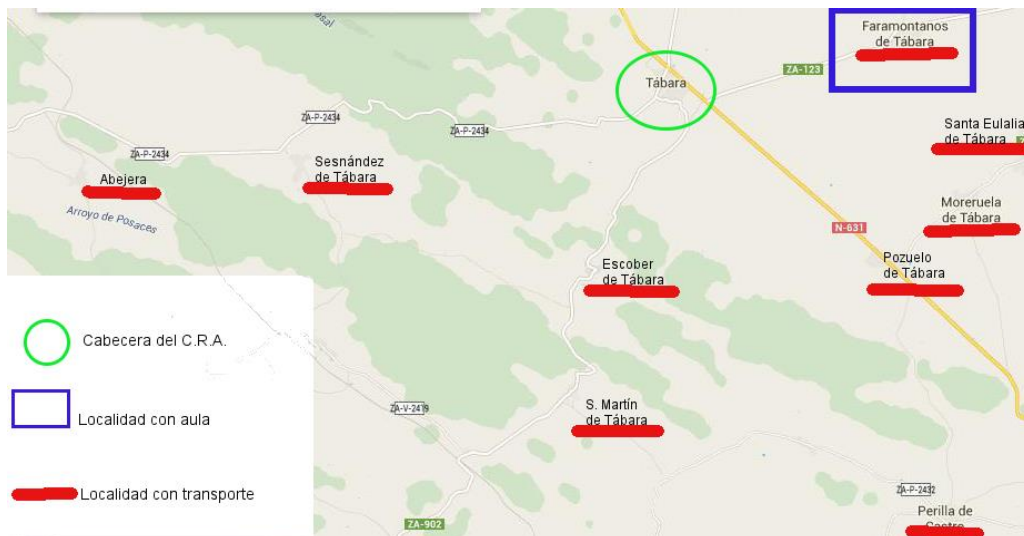 Faramontanos
de Tábara
ZA-123
Tábara
ZA-P-2434
ZA-P-2434
Santa Eulalia
de Tábara
ZA-P-2434
Sesnández
de Tábara
Abejera
Arroyo de Posaces
Moreruela
de Tábara
N-631
Escober
de Tábara
Pozuelo
de Tábara
Cabecera del C.R.A.
Localidad con aula
ZA-V-2419
S. Martín
de Tábara
Localidad con transporte
ZA-P-2432
Perilla de
Castro
ZA-902